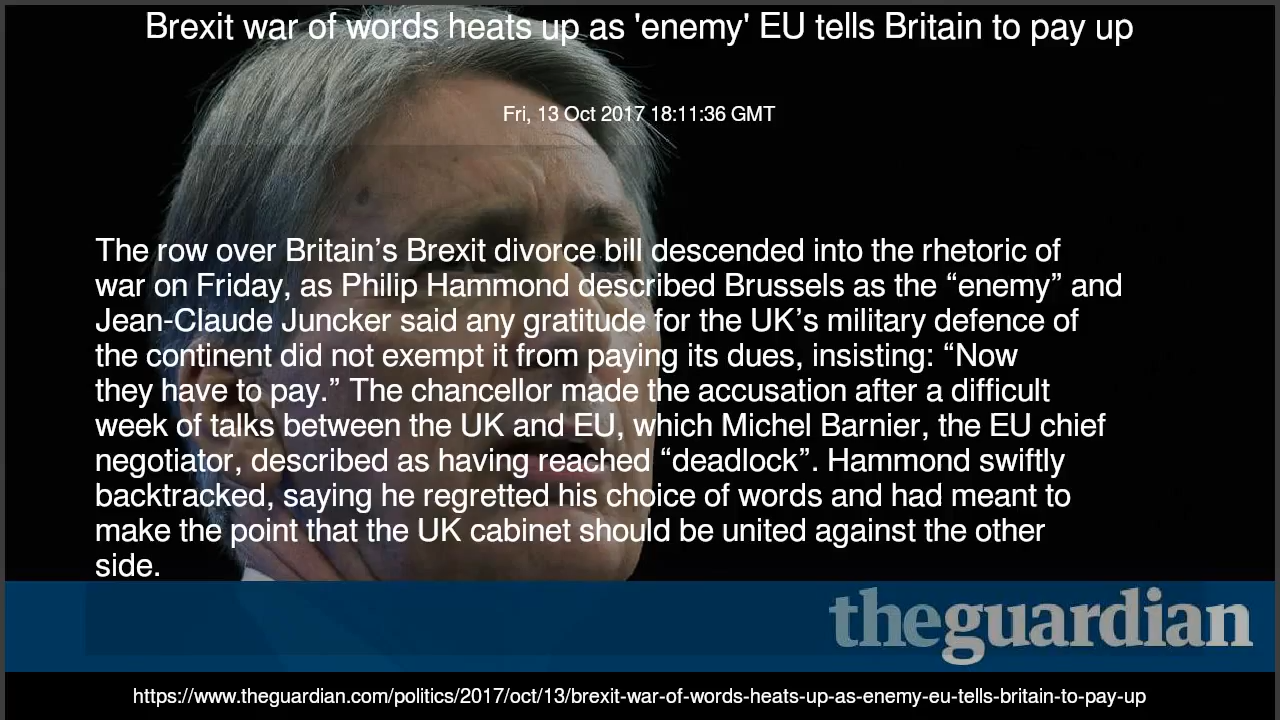 Brexit war of words heats up as 'enemy' EU tells Britain to pay up
Fri, 13 Oct 2017 18:11:36 GMT
The row over Britain’s Brexit divorce bill descended into the rhetoric of
war on Friday, as Philip Hammond described Brussels as the “enemy” and
Jean-Claude Juncker said any gratitude for the UK’s military defence of
the continent did not exempt it from paying its dues, insisting: “Now
they have to pay.” The chancellor made the accusation after a difficult
week of talks between the UK and EU, which Michel Barnier, the EU chief
negotiator, described as having reached “deadlock”. Hammond swiftly
backtracked, saying he regretted his choice of words and had meant to
make the point that the UK cabinet should be united against the other
side.
theguardian
https://www.theguardian.com/politics/2017/oct/13/brexit-war-of-words-heats-up-as-enemy-eu-tells-britain-to-pay-up